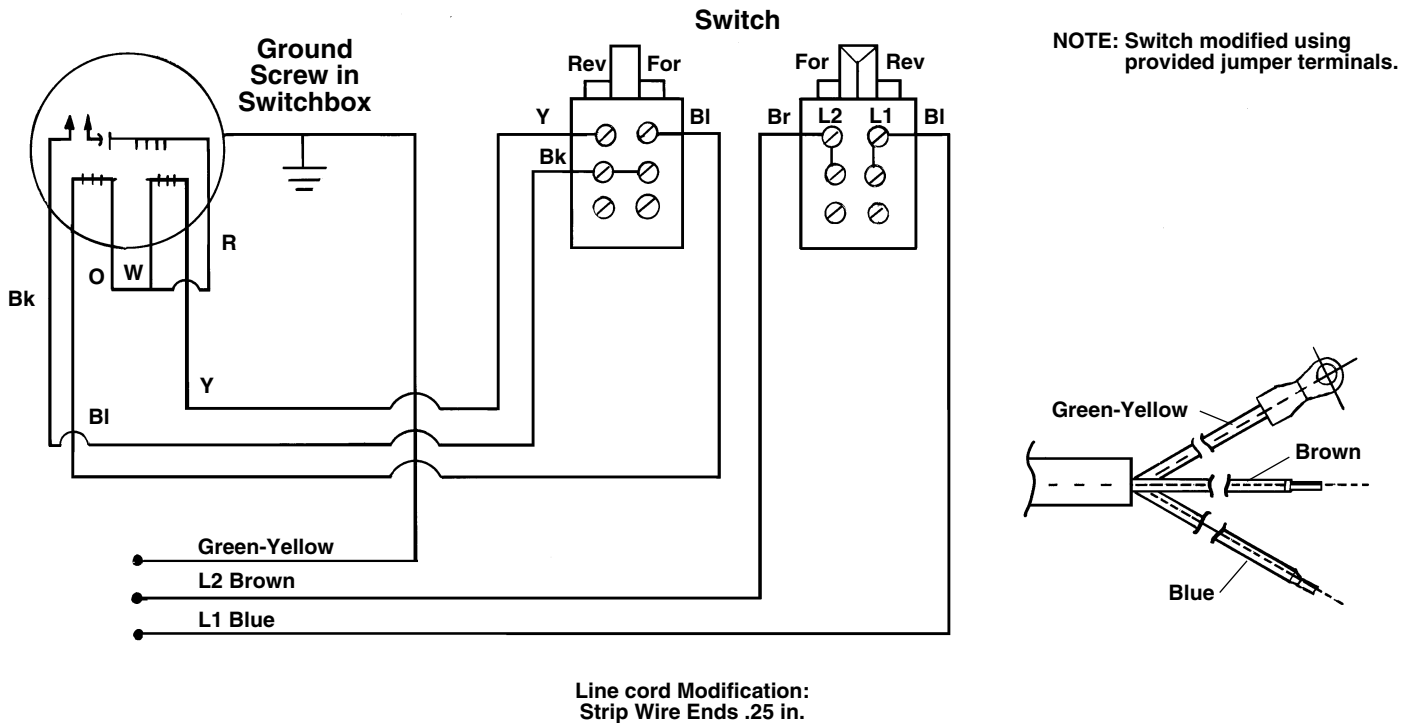 Switch
NOTE: Switch modified using
provided jumper terminals.
Ground
Screw in
Switchbox
Rev
For
For
Rev
Y
Bl
Br
L2
L1
Bl
Bk
R
O
W
Bk
Y
Bl
Green-Yellow
Brown
Blue
Green-Yellow
L2 Brown
L1 Blue
Line cord Modification:
Strip Wire Ends .25 in.